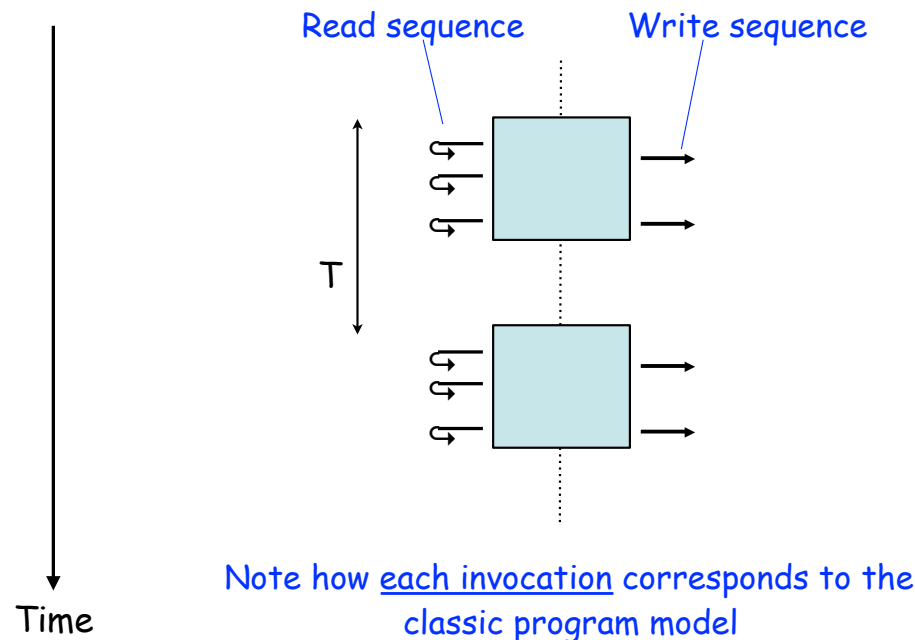 Read sequence
Write sequence
T
Note how each invocation corresponds to the
classic program model
Time